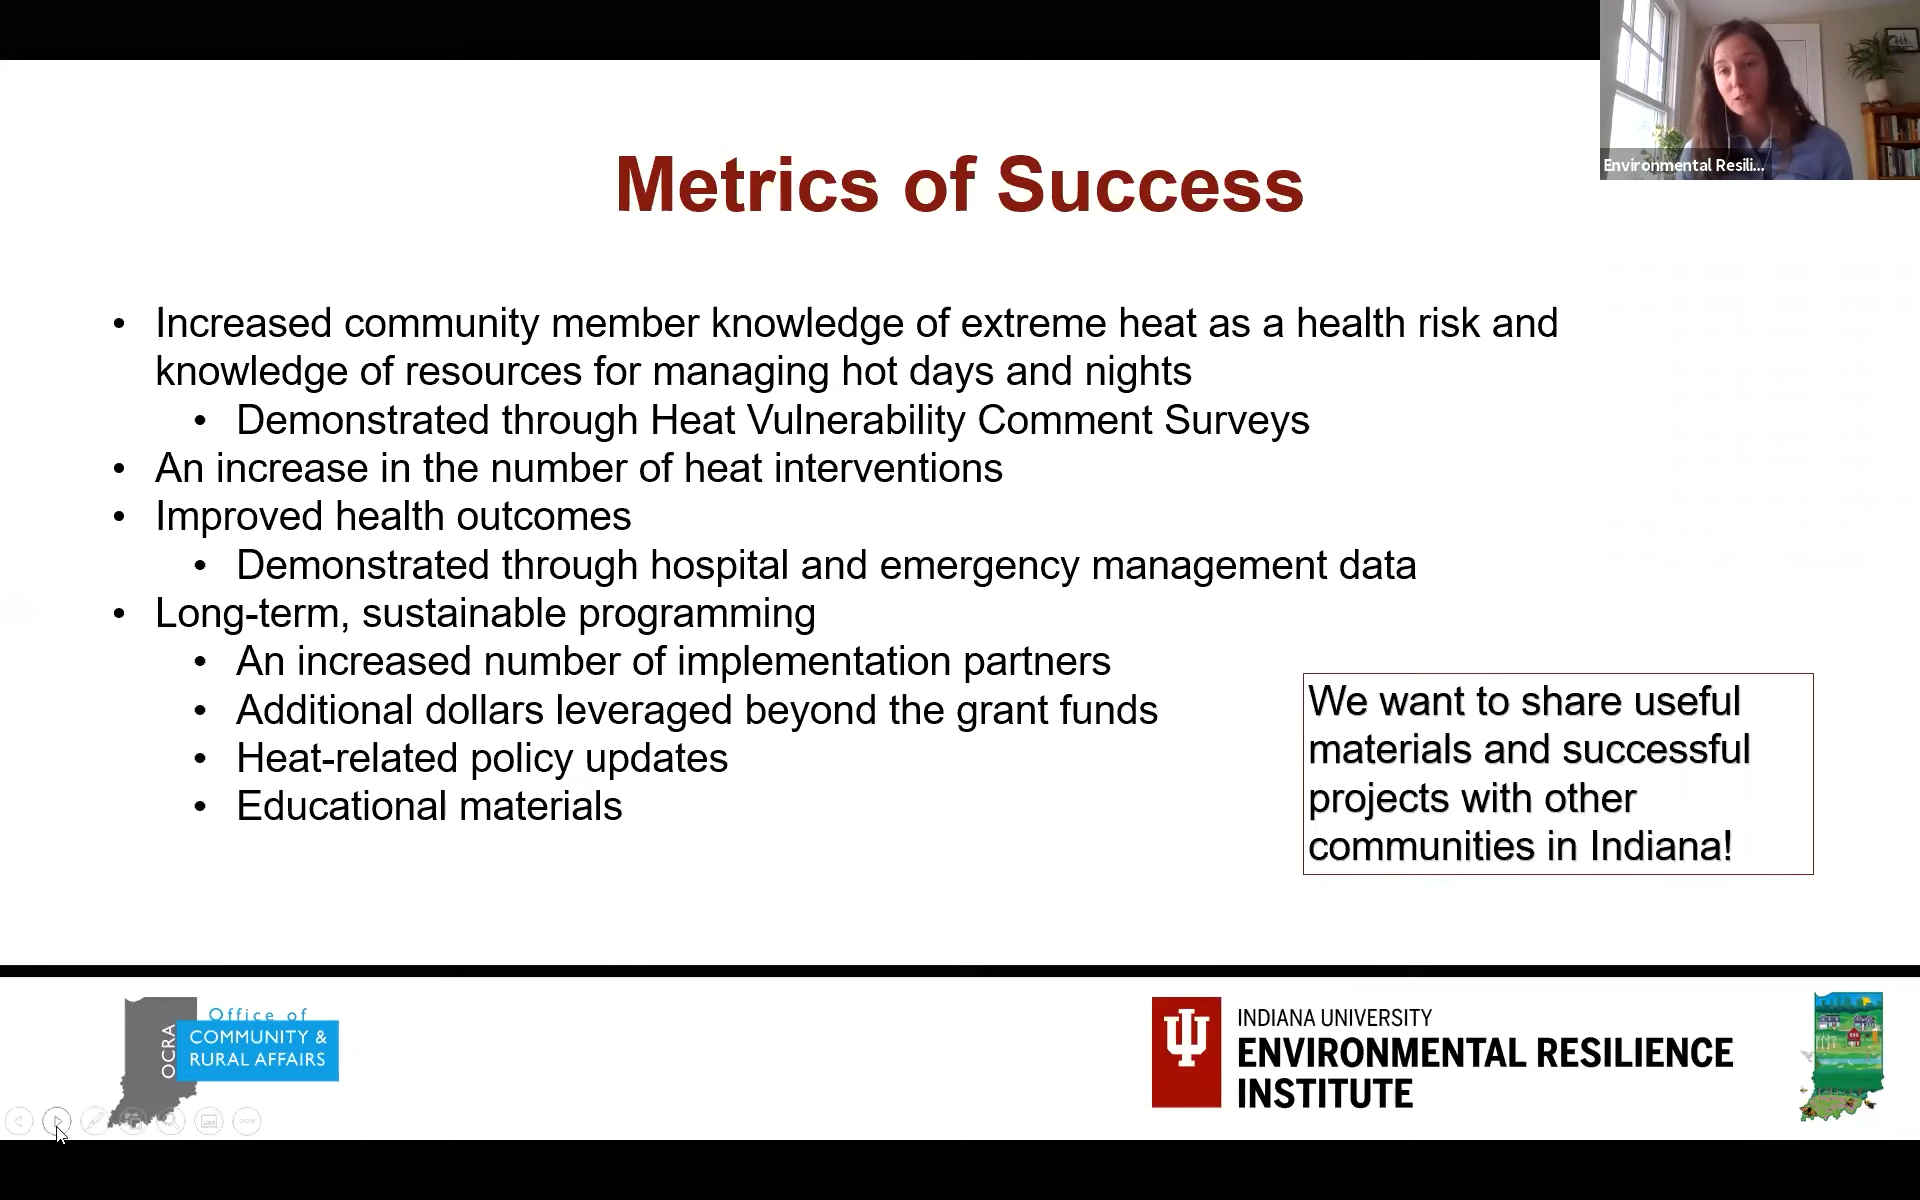 Environmental Resili...
Metrics of Success
• Increased community member knowledge of extreme heat as a health risk and
knowledge of resources for managing hot days and nights
• Demonstrated through Heat Vulnerability Comment Surveys
• An increase in the number of heat interventions
• Improved health outcomes
• Demonstrated through hospital and emergency management data
• Long-term, sustainable programming
• An increased number of implementation partners
• Additional dollars leveraged beyond the grant funds
• Heat-related policy updates
• Educational materials
We want to share useful
materials and successful
projects with other
communities in Indiana!
OCRA
Office of
COMMUNITY &
RURAL AFFAIRS
INDIANA UNIVERSITY
ENVIRONMENTAL RESILIENCE
INSTITUTE